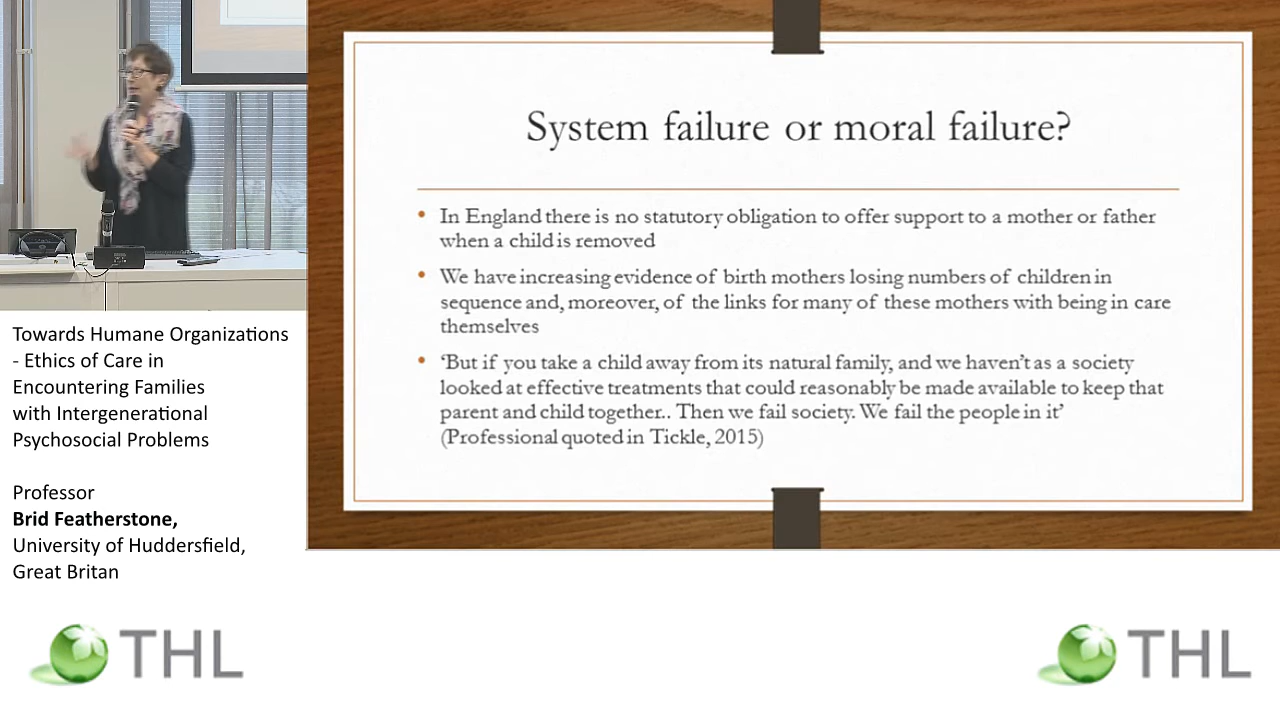 System failure or moral failure?
• In England there is no statutory obligation to offer support to a mother or father
when a child is removed
• We have increasing evidence of birth mothers losing numbers of children in
sequence and, moreover, of the links for many of these mothers with being in care
themselves
• ‘But if you take a child away from its natural family, and we haven’t as a society
looked at effective treatments that could reasonably be made available to keep that
parent and child together.. Then we fail society. We fail the people in it’
(Professional quoted in Tickle, 2015)
Towards Humane Organizations
- Ethics of Care in
Encountering Families
with Intergenerational
Psychosocial Problems
Professor
Brid Featherstone,
University of Huddersfield,
Great Britan
THL
THL